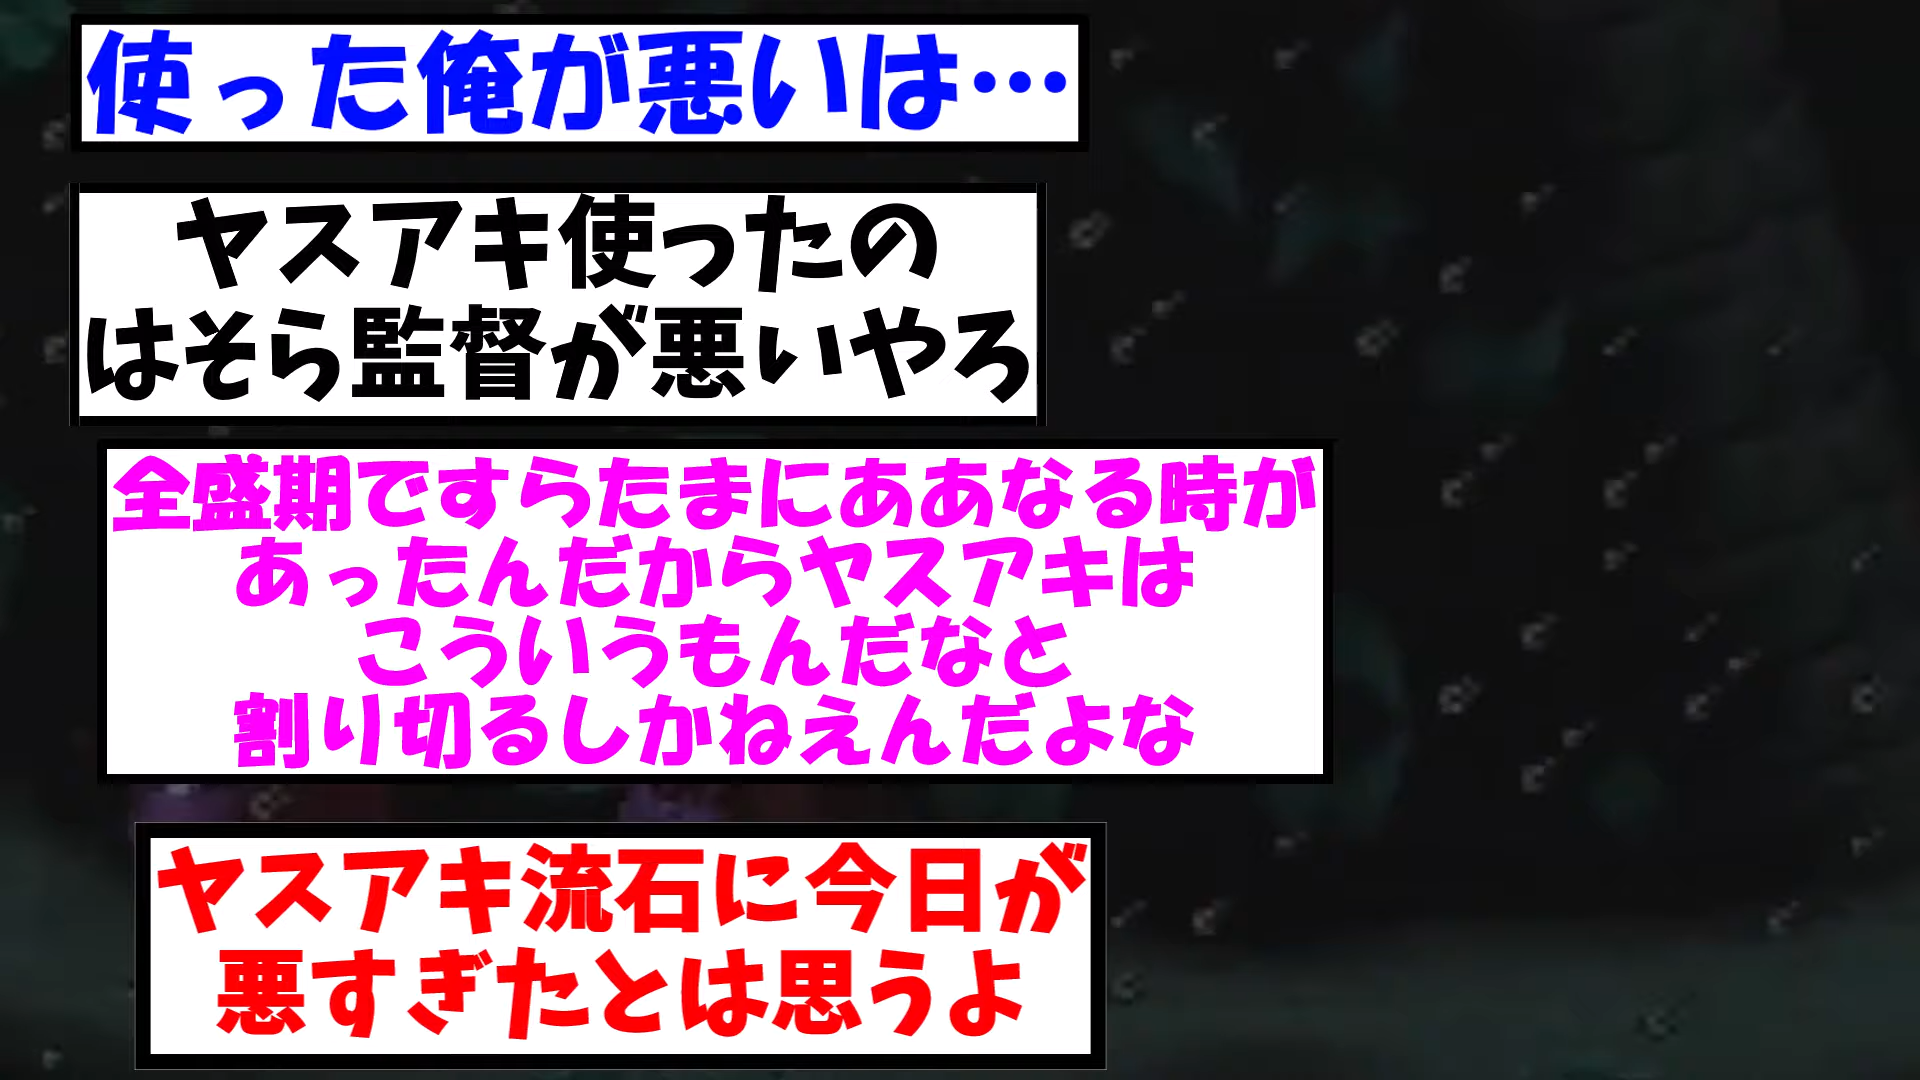 使った俺が悪いは…
ヤスアキ使ったの
はそら監督が悪いやろ
全盛期ですらたまにああなる時が
あったんだからヤスアキは
こういうもんだなと
割り切るしかねえんだよな
ヤスアキ流石に今日が
悪すぎたとは思うよ